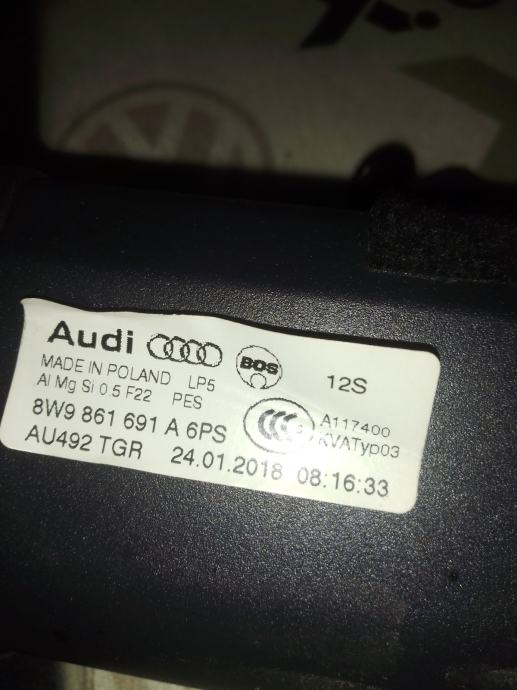 Audi BOS 12S
MADE IN POLAND LP5
Al Mg Si 0.5 F22 PES
8W9 861 691 A 6PS CCC S A117400
KVATyp03
AU492 TGR 24.01.2018 08:16:33